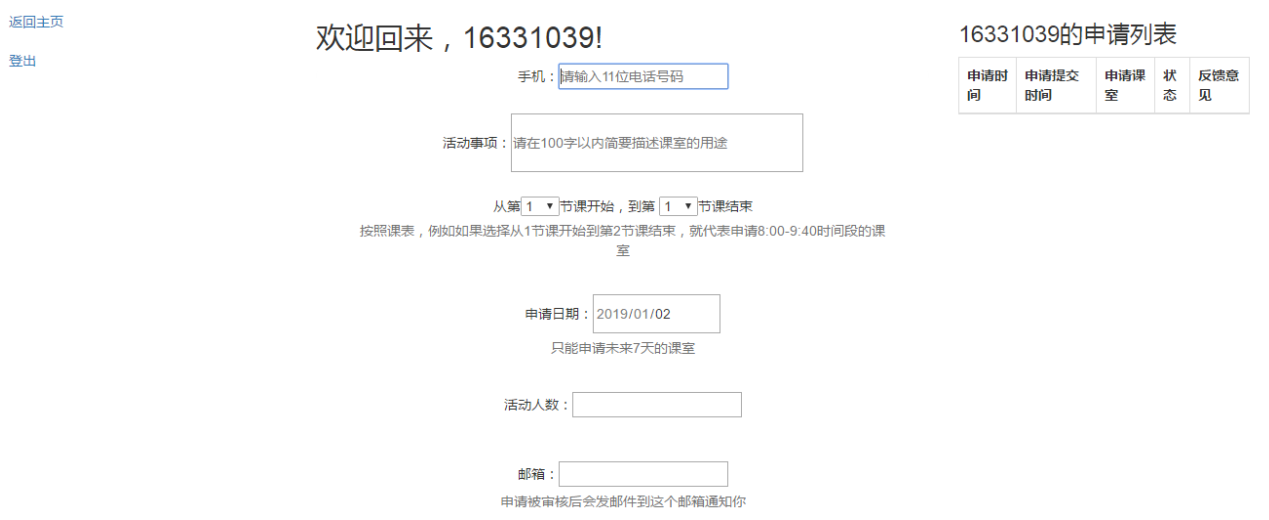 返回主页
登出
欢迎回来，16331039!
手机：请输入11位电话号码
活动事项：请在100字以内简要描述课室的用途
从第 1 节课开始，到第 1 节课结束
按照课表，例如如果选择从1节课开始到第2节课结束，就代表申请8:00-9:40时间段的课
室
申请日期：2019/01/02
只能申请未来7天的课室
活动人数：
邮箱：
申请被审核后会发邮件到这个邮箱通知你
16331039的申请列表
申请时间 申请提交时间 申请课室 状态 反馈意见